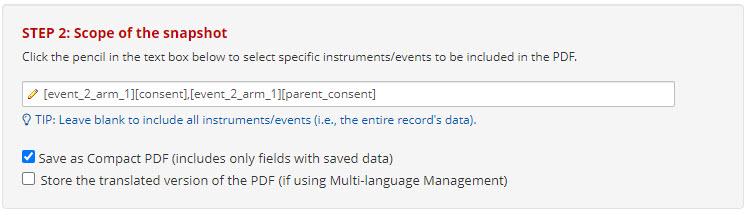 STEP 2: Scope of the snapshot
Click the pencil in the text box below to select specific instruments/events to be included in the PDF.
[event_2_arm_1][consent],[event_2_arm_1][parent_consent]
TIP: Leave blank to include all instruments/events (i.e., the entire record's data).
Save as Compact PDF (includes only fields with saved data)
Store the translated version of the PDF (if using Multi-language Management)